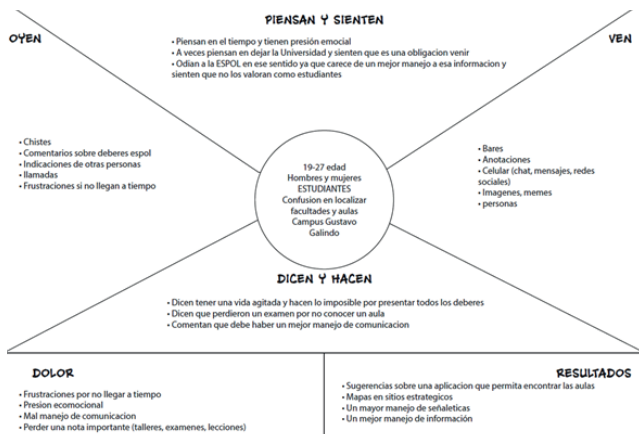 PIENSAN Y SIENTEN
• Piensan en el tiempo y tienen presión emocial
• A veces piensan en dejar la Universidad y sienten que es una obligacion venir
• Odian a la ESPOL en ese sentido ya que carece de un mejor manejo a esa informacion y
sienten que no los valoran como estudiantes
OYEN
• Chistes
• Comentarios sobre deberes espol
• Indicaciones de otras personas
• llamadas
• Frustraciones si no llegan a tiempo
19-27 edad
Hombres y mujeres
ESTUDIANTES
Confusion en localizar
facultades y aulas
Campus Gustavo
Galindo
VEN
• Bares
• Anotaciones
• Celular (chat, mensajes, redes
sociales)
• Imagenes, memes
• personas
DICEN Y HACEN
• Dicen tener una vida agitada y hacen lo imposible por presentar todos los deberes
• Dicen que perdieron un examen por no conocer un aula
• Comentan que debe haber un mejor manejo de comunicacion
DOLOR
• Frustraciones por no llegar a tiempo
• Presion ecomocional
• Mal manejo de comunicacion
• Perder una nota importante (talleres, examenes, lecciones)
RESULTADOS
• Sugerencias sobre una aplicacion que permita encontrar las aulas
• Mapas en sitios estrategicos
• Un mayor manejo de señaleticas
• Un mejor manejo de información